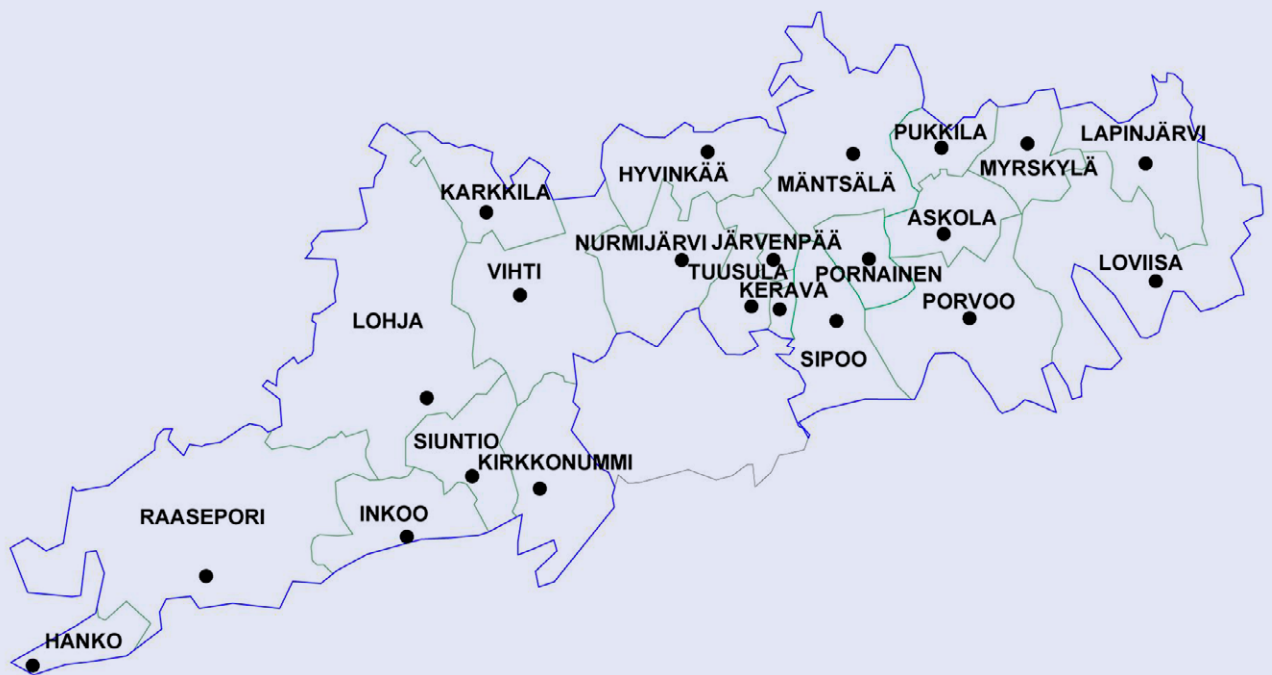 PUKKILA
LAPINJÄRVI
HYVINKÄÄ
MÄNTSÄLÄ
MYRSKYLÄ
KARKKILA
ASKOLA
NURMIJÄRVI
JÄRVENPÄÄ
VIHTI
TUUSULA
PORNAINEN
LOVIISA
KERAVA
PORVOO
LOHJA
SIPOO
SIUNTIO
KIRKKONUMMI
RAASEPORI
INKOO
HANKO